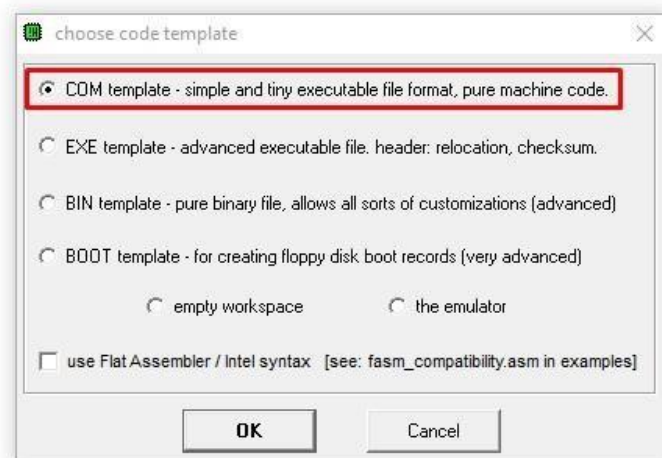 choose code template
COM template - simple and tiny executable file format, pure machine code.
EXE template - advanced executable file. header: relocation, checksum.
BIN template - pure binary file, allows all sorts of customizations (advanced)
BOOT template - for creating floppy disk boot records (very advanced)
empty workspace the emulator
use Flat Assembler / Intel syntax [see: fasm_compatibility.asm in examples]
OK Cancel